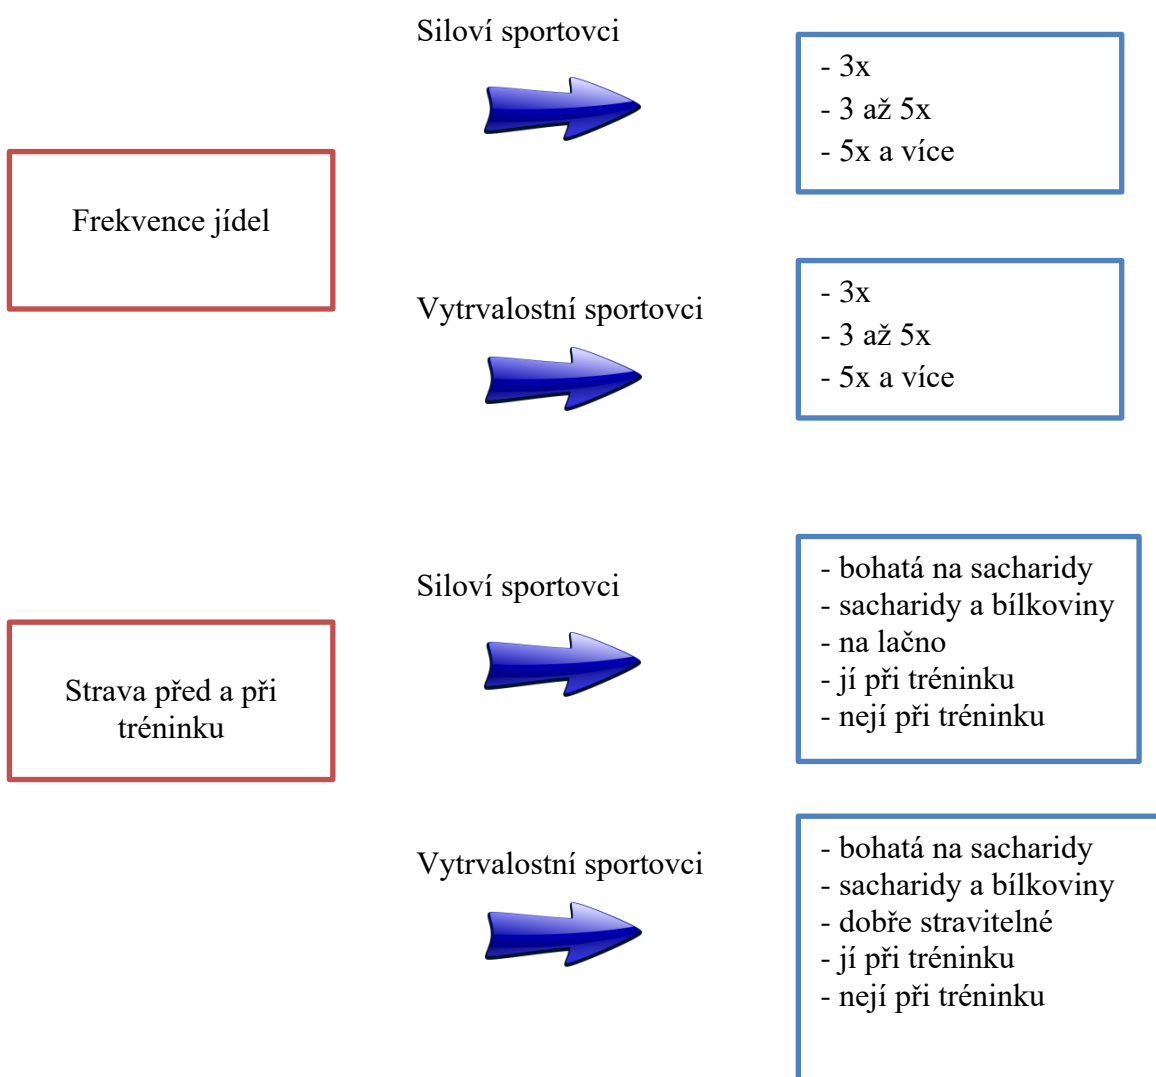 Siloví sportovci
- 3x
- 3 až 5x
- 5x a více
Frekvence jídel
Vytrvalostní sportovci
- 3x
- 3 až 5x
- 5x a více
Siloví sportovci
- bohatá na sacharidy
- sacharidy a bílkoviny
- na lačno
- jí při tréninku
- nejí při tréninku
Strava před a při
tréninku
Vytrvalostní sportovci
- bohatá na sacharidy
- sacharidy a bílkoviny
- dobře stravitelné
- jí při tréninku
- nejí při tréninku